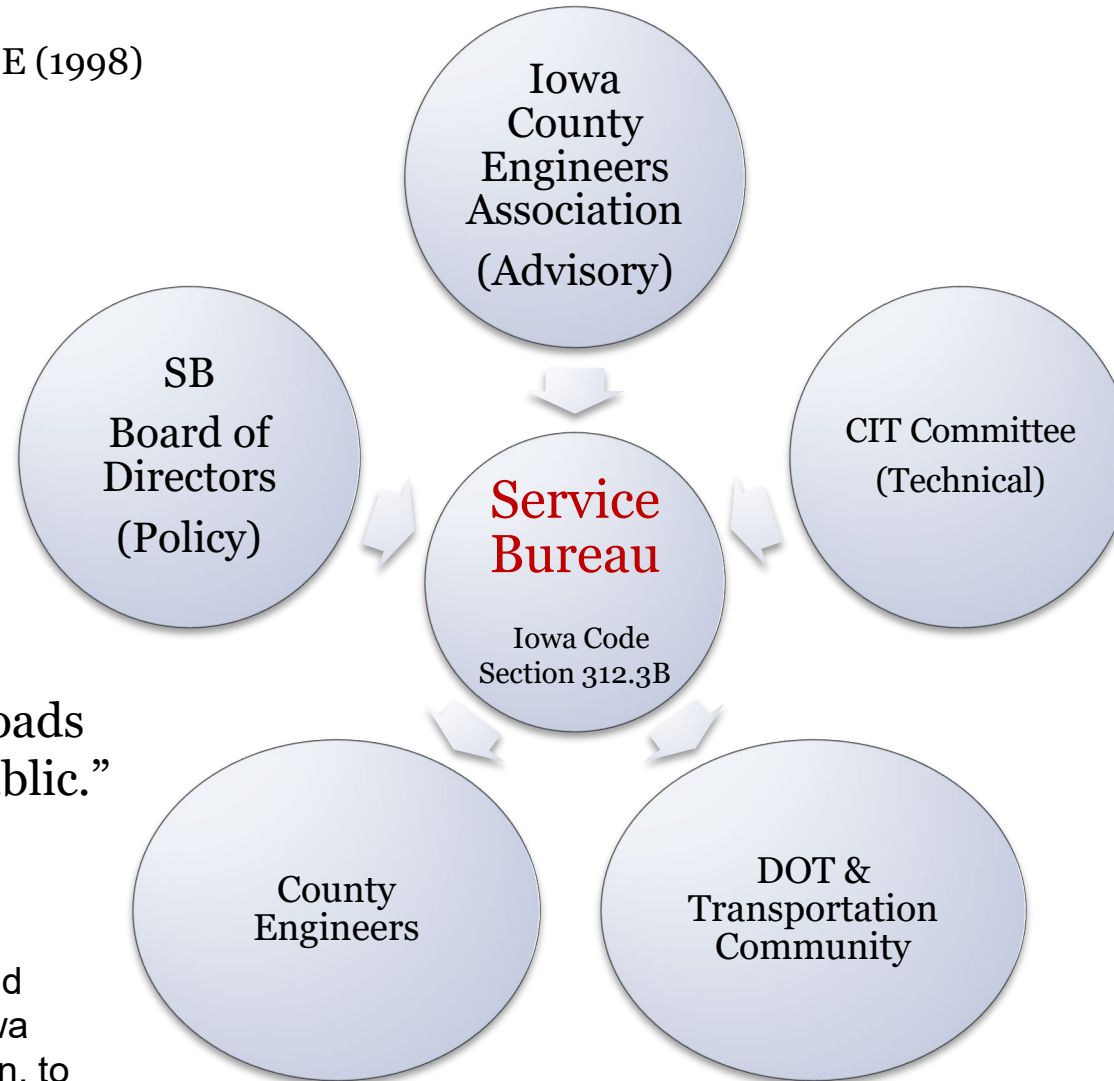 E (1998)
Iowa
County
Engineers
Association
(Advisory)
SB
Board of
Directors
(Policy)
CIT Committee
(Technical)
Service
Bureau
Iowa Code
Section 312.3B
oads
blic.”
County
Engineers
DOT &
Transportation
Community
d
wa
n, to